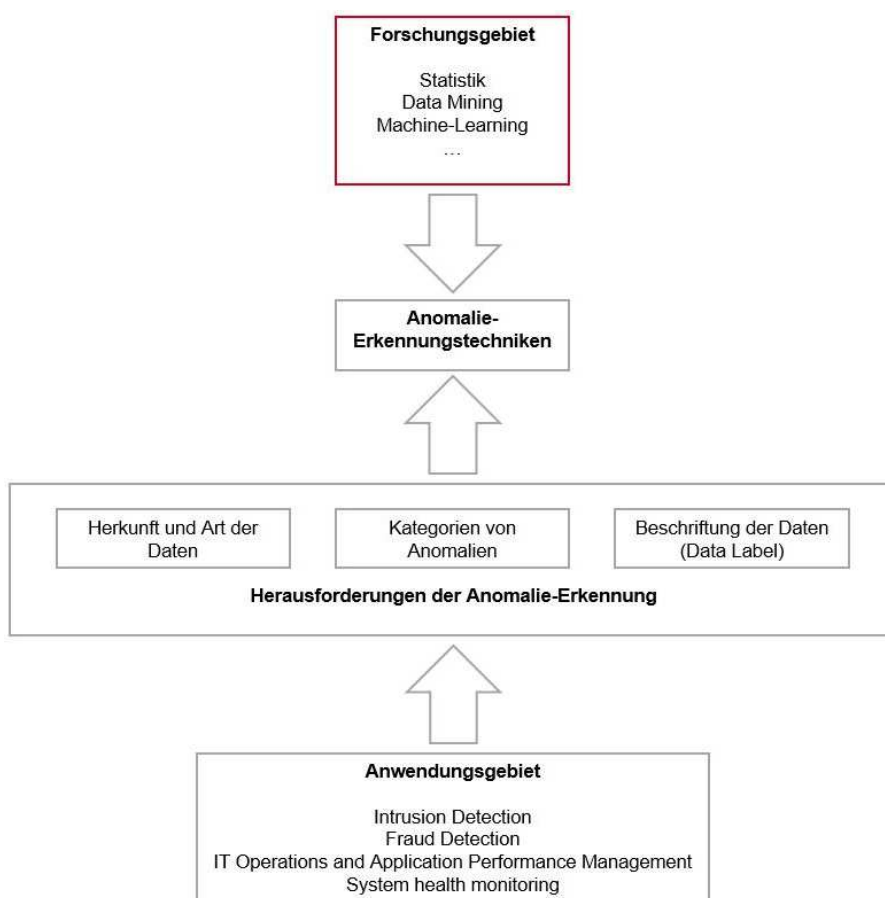 Forschungsgebiet
Statistik
Data Mining
Machine-Learning
...
Anomalie-
Erkennungstechniken
Herkunft und Art der
Daten
Kategorien von
Anomalien
Beschriftung der Daten
(Data Label)
Herausforderungen der Anomalie-Erkennung
Anwendungsgebiet
Intrusion Detection
Fraud Detection
IT Operations and Application Performance Management
System health monitoring